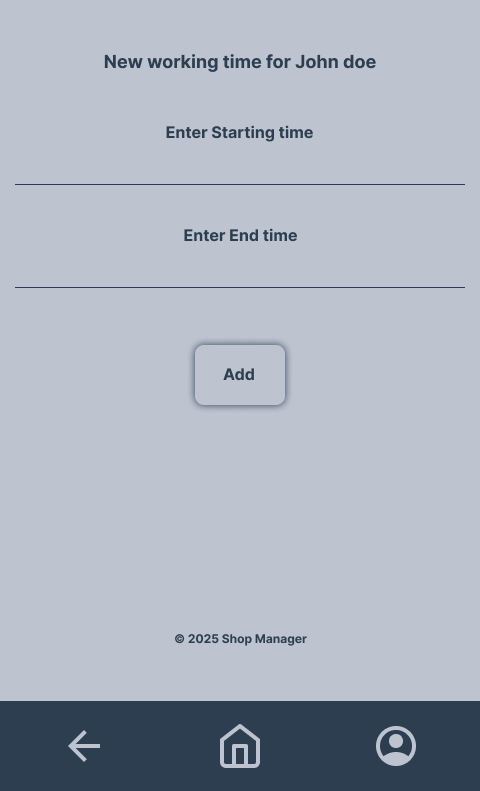 New working time for John doe
Enter Starting time
Enter End time
Add
© 2025 Shop Manager